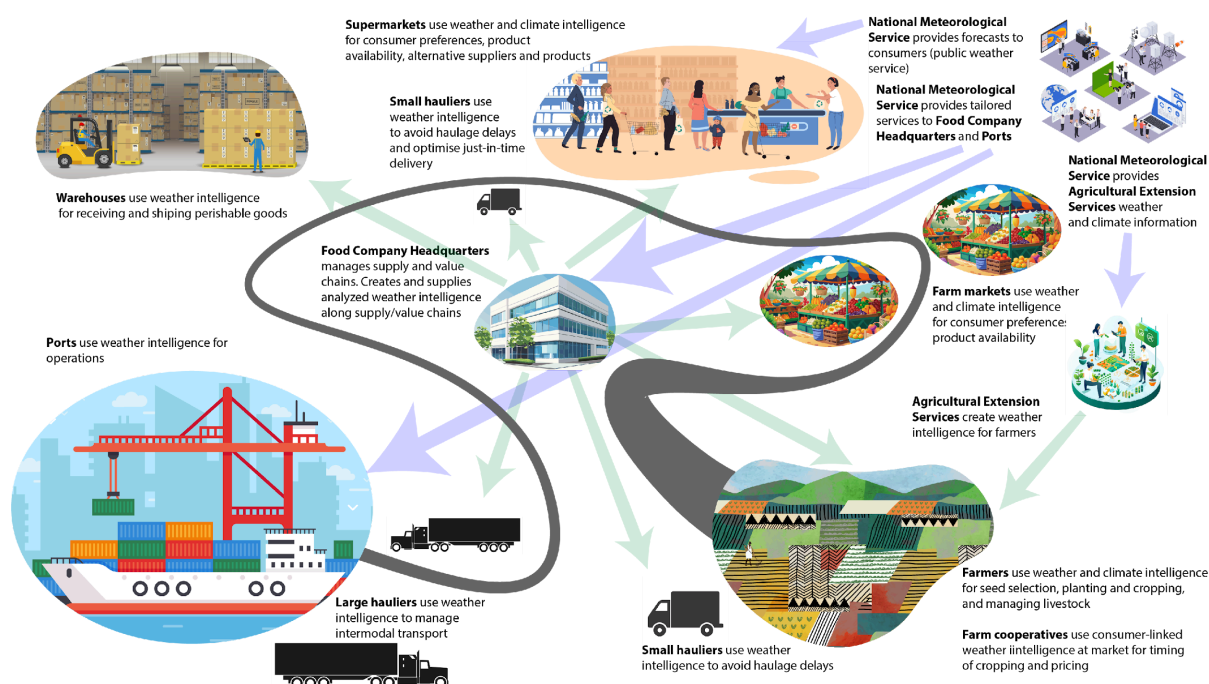 Supermarkets use weather and climate intelligence
for consumer preferences, product
availability, alternative suppliers and products
National Meteorological
Service provides forecasts to
consumers (public weather
service)
National Meteorological
Service provides tailored
services to Food Company
Headquarters and Ports
Small hauliers use
weather intelligence
to avoid haulage delays
and optimise just-in-time
delivery
National Meteorological
Service provides
Agricultural Extension
Services weather
and climate information
Warehouses use weather intelligence
for receiving and shiping perishable goods
Food Company Headquarters
manages supply and value
chains. Creates and supplies
analyzed weather intelligence
along supply/value chains
Farm markets use weather
and climate intelligence
for consumer preferences
product availability
Ports use weather intelligence for
operations
Agricultural Extension
Services create weather
intelligence for farmers
Large hauliers use weather
intelligence to manage
intermodal transport
Small hauliers use weather
intelligence to avoid haulage delays
Farmers use weather and climate intelligence
for seed selection, planting and cropping,
and managing livestock
Farm cooperatives use consumer-linked
weather iintelligence at market for timing
of cropping and pricing